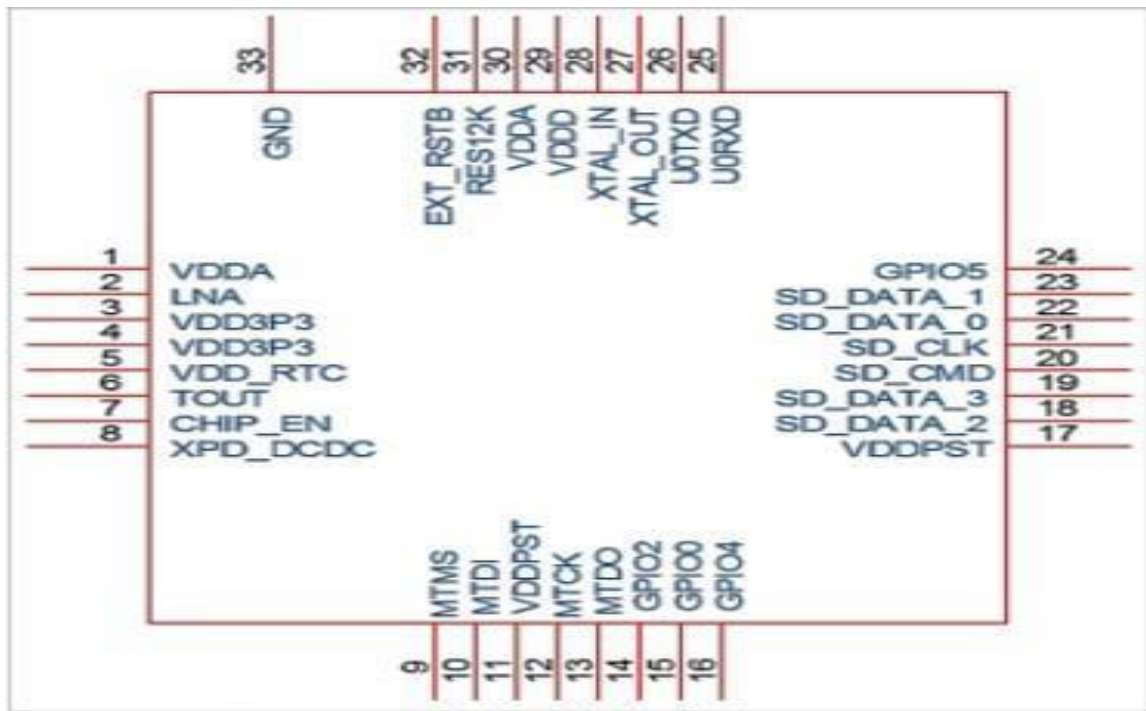 33
GND
32
EXT_RSTB
31
RES12K
30
VDDA
29
VDDD
28
XTAL_IN
27
XTAL_OUT
26
U0TXD
25
U0RXD
1
VDDA
2
LNA
3
VDD3P3
4
VDD3P3
5
VDD_RTC
6
TOUT
7
CHIP_EN
8
XPD_DCDC
24
GPIO5
23
SD_DATA_1
22
SD_DATA_0
21
SD_CLK
20
SD_CMD
19
SD_DATA_3
18
SD_DATA_2
17
VDDPST
MTMS
9
MTDI
10
VDDPST
11
MTCK
12
MTDO
13
GPIO2
14
GPIO0
15
GPIO4
16